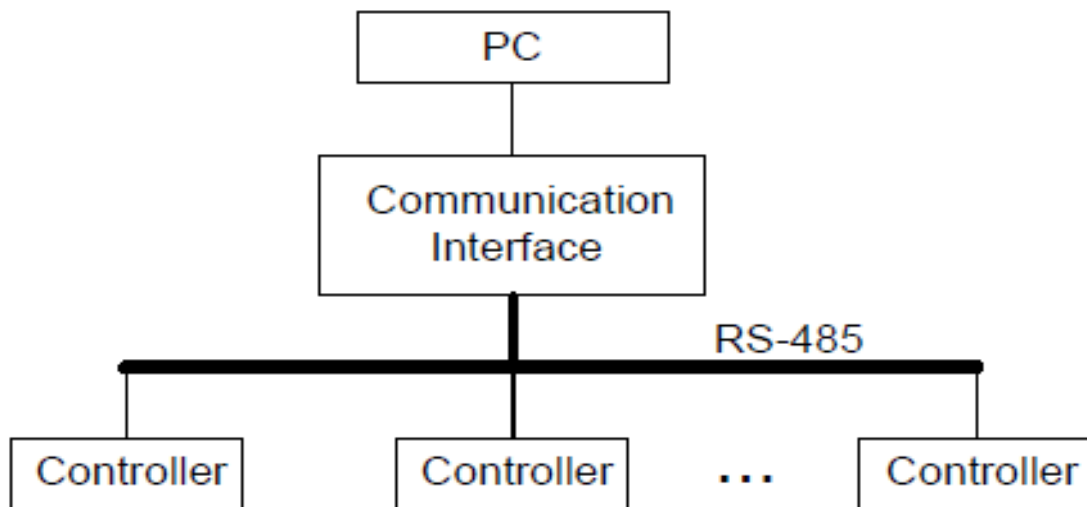 PC
Communication
Interface
RS-485
Controller
Controller
...
Controller